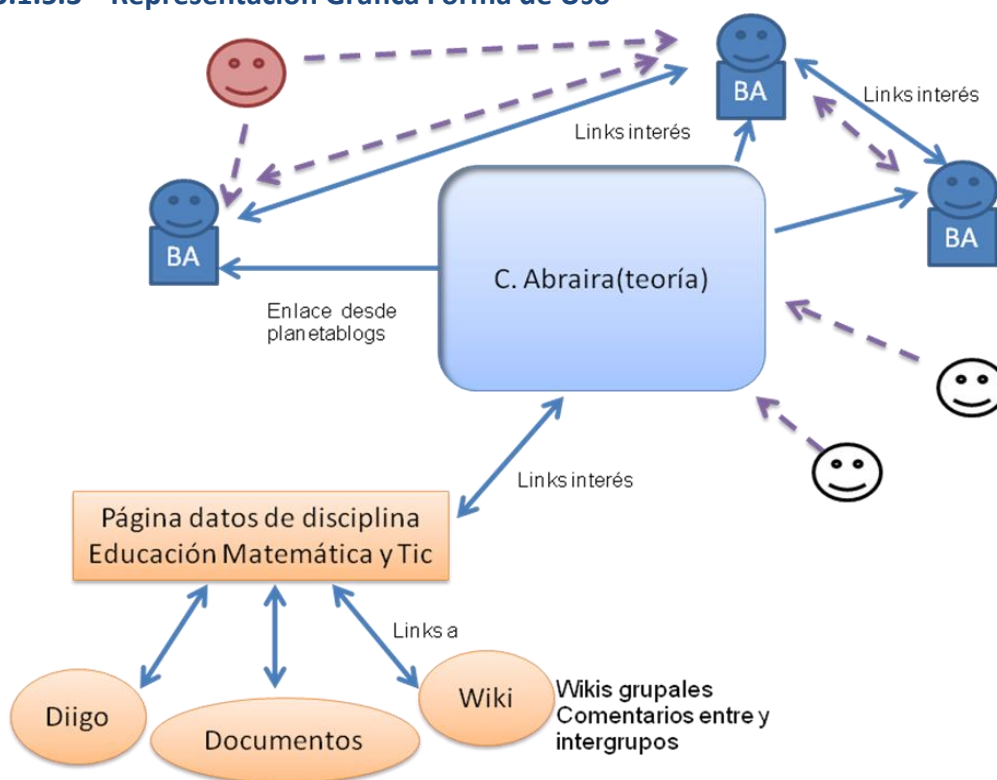 Representación Gráfica Forma de Uso
BA
Links interés
Links interés
BA
BA
C. Abraira(teoría)
Enlace desde
planetablogs
Links interés
Página datos de disciplina
Educación Matemática y Tic
Links a
Diigo
Documentos
Wiki
Wikis grupales
Comentarios entre y
intergrupos